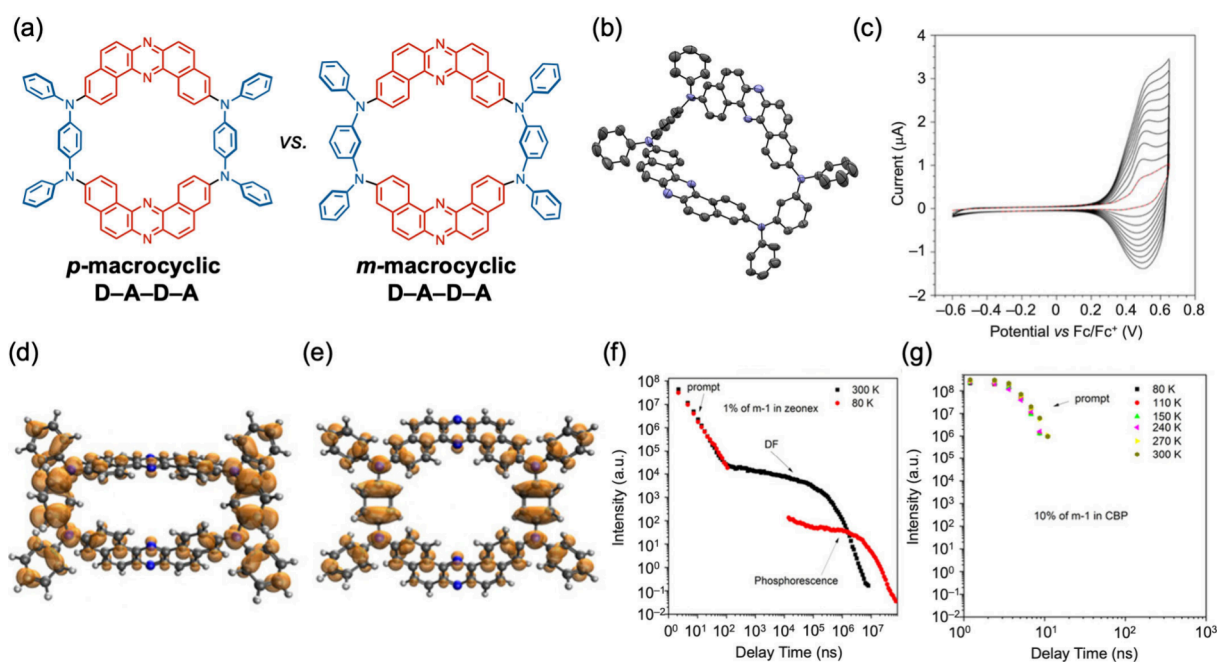 (a)
N
N
N
N
N
N
N
N
vs.
N
N
N
N
N
N
N
N
p-macrocyclic
D–A–D–A
m-macrocyclic
D–A–D–A
(b)
(c)
4
3
2
1
0
−1
−2
Current (μA)
−0.6 −0.4 −0.2 0 0.2 0.4 0.6 0.8
Potential vs Fc/Fc⁺ (V)
(d)
(e)
(f)
10⁸
10⁷
10⁶
10⁵
10⁴
10³
10²
10¹
10⁰
10⁻¹
10⁻²
Intensity (a.u.)
prompt
300 K
80 K
1% of m-1 in zeonex
DF
Phosphorescence
10⁰ 10¹ 10² 10³ 10⁴ 10⁵ 10⁶ 10⁷
Delay Time (ns)
(g)
10⁸
10⁷
10⁶
10⁵
10⁴
10³
10²
10¹
10⁰
10⁻¹
10⁻²
Intensity (a.u.)
prompt
80 K
110 K
150 K
240 K
270 K
300 K
10% of m-1 in CBP
10⁰ 10¹ 10² 10³
Delay Time (ns)